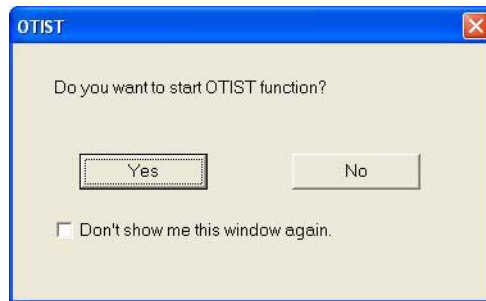 OTIST
Do you want to start OTIST function?
Yes No
Don't show me this window again.